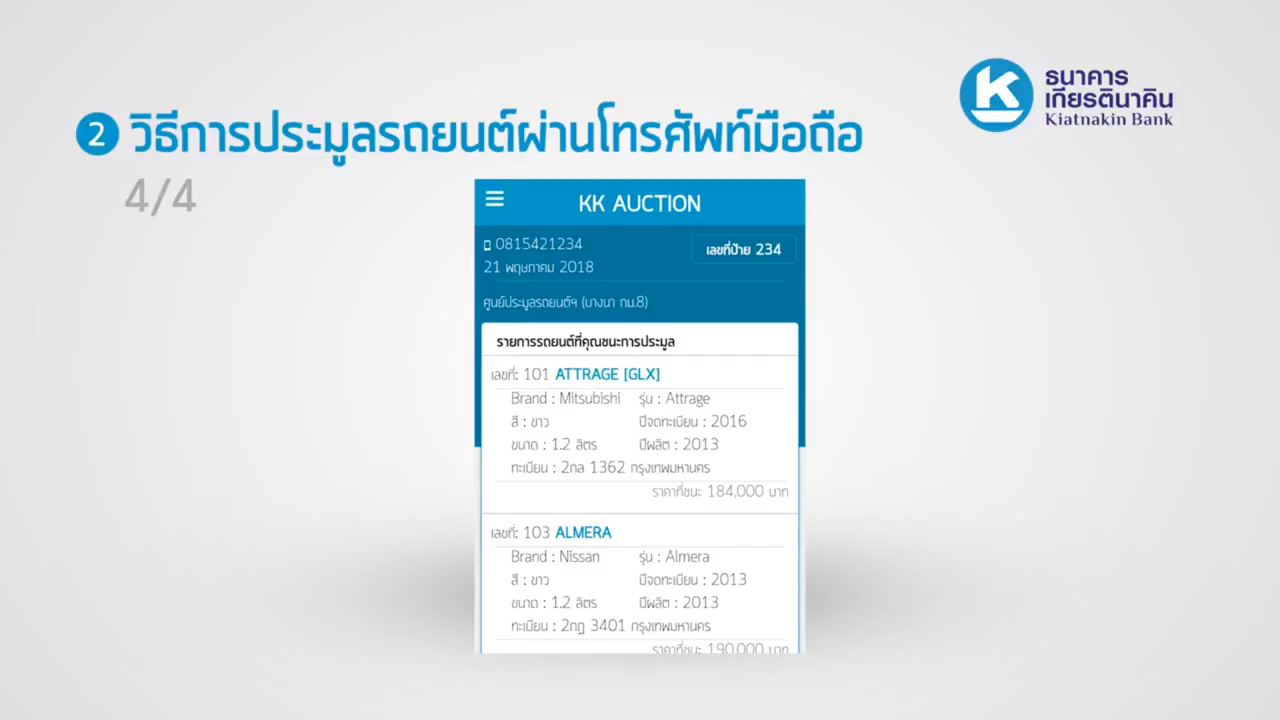 2 วิธีการประมูลรถยนต์ผ่านโทรศัพท์มือถือ
4/4
ธนาคาร
เกียรตินาคิน
Kiatnakin Bank
KK AUCTION
0815421234
เลขที่ป้าย 234
21 พฤษภาคม 2018
ศูนย์ประมูลรถยนต์ฯ (บางนา กม.8)
รายการรถยนต์ที่คุณชนะการประมูล
เลขที่: 101 ATTRAGE [GLX]
Brand : Mitsubishi รุ่น : Attrage
สี : ขาว ปีจดทะเบียน : 2016
ขนาด : 1.2 ลิตร ปีผลิต : 2013
ทะเบียน : 2กล 1362 กรุงเทพมหานคร
ราคาที่ชนะ 184,000 บาท
เลขที่: 103 ALMERA
Brand : Nissan รุ่น : Almera
สี : ขาว ปีจดทะเบียน : 2013
ขนาด : 1.2 ลิตร ปีผลิต : 2013
ทะเบียน : 2กฎ 3401 กรุงเทพมหานคร
ราคาที่ชนะ 190,000 บาท